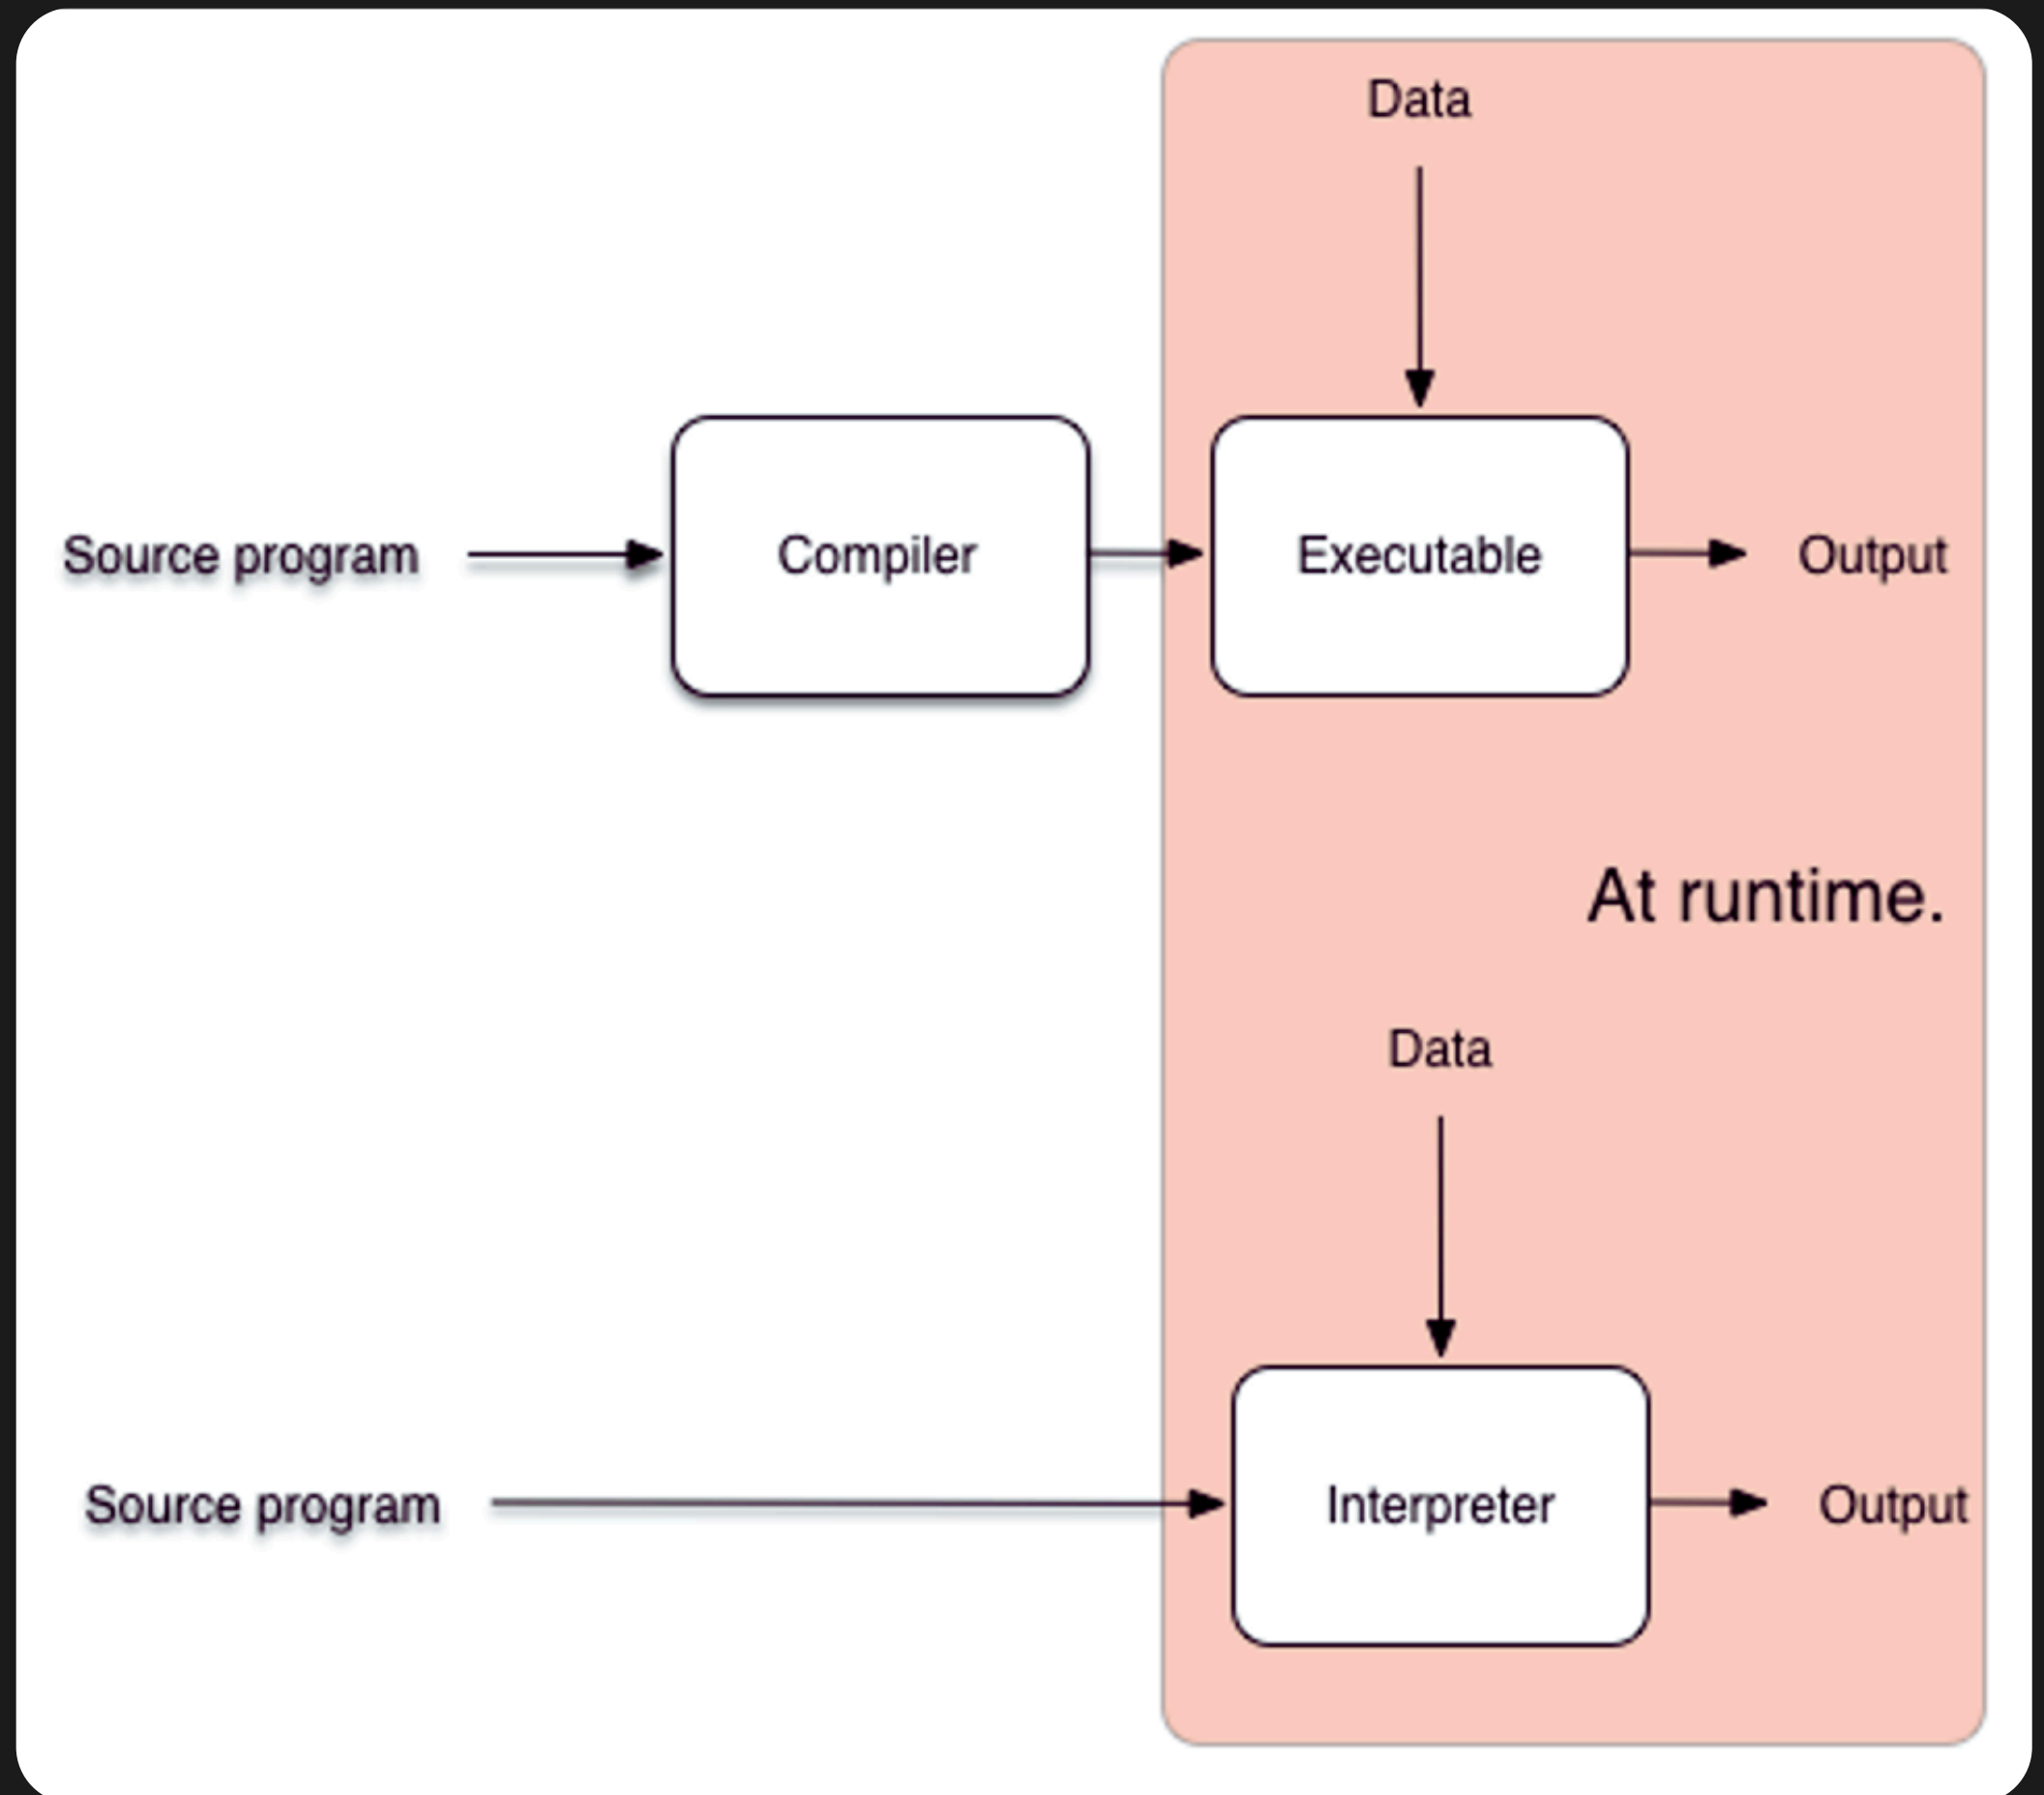 Data
Source program
Compiler
Executable
Output
At runtime.
Data
Source program
Interpreter
Output